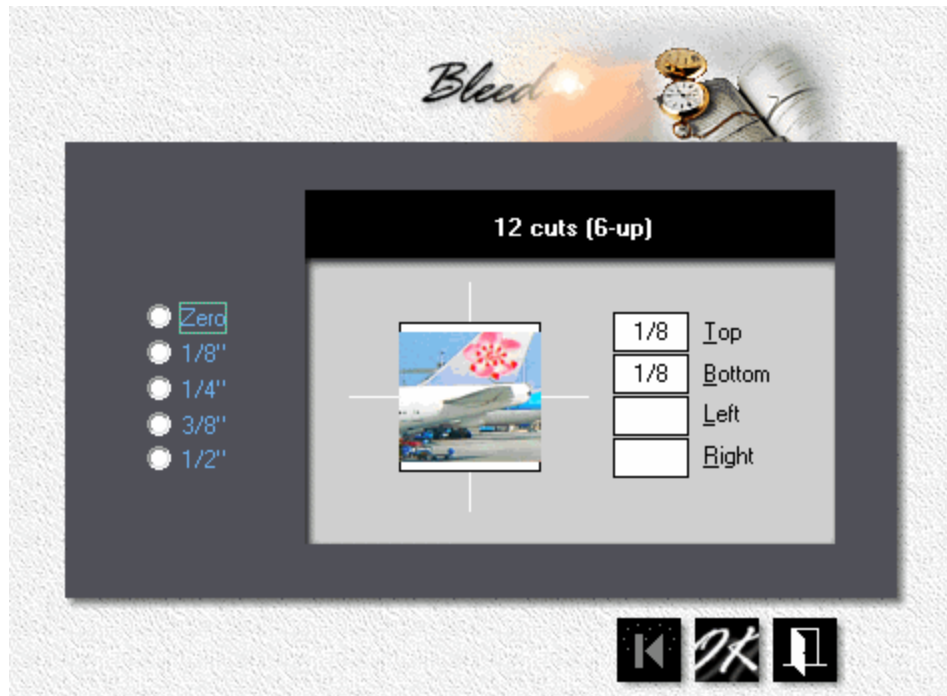 Bleed
12 cuts (6-up)
Zero
1/8"
1/4"
3/8"
1/2"
1/8 Top
1/8 Bottom
Left
Right
OK